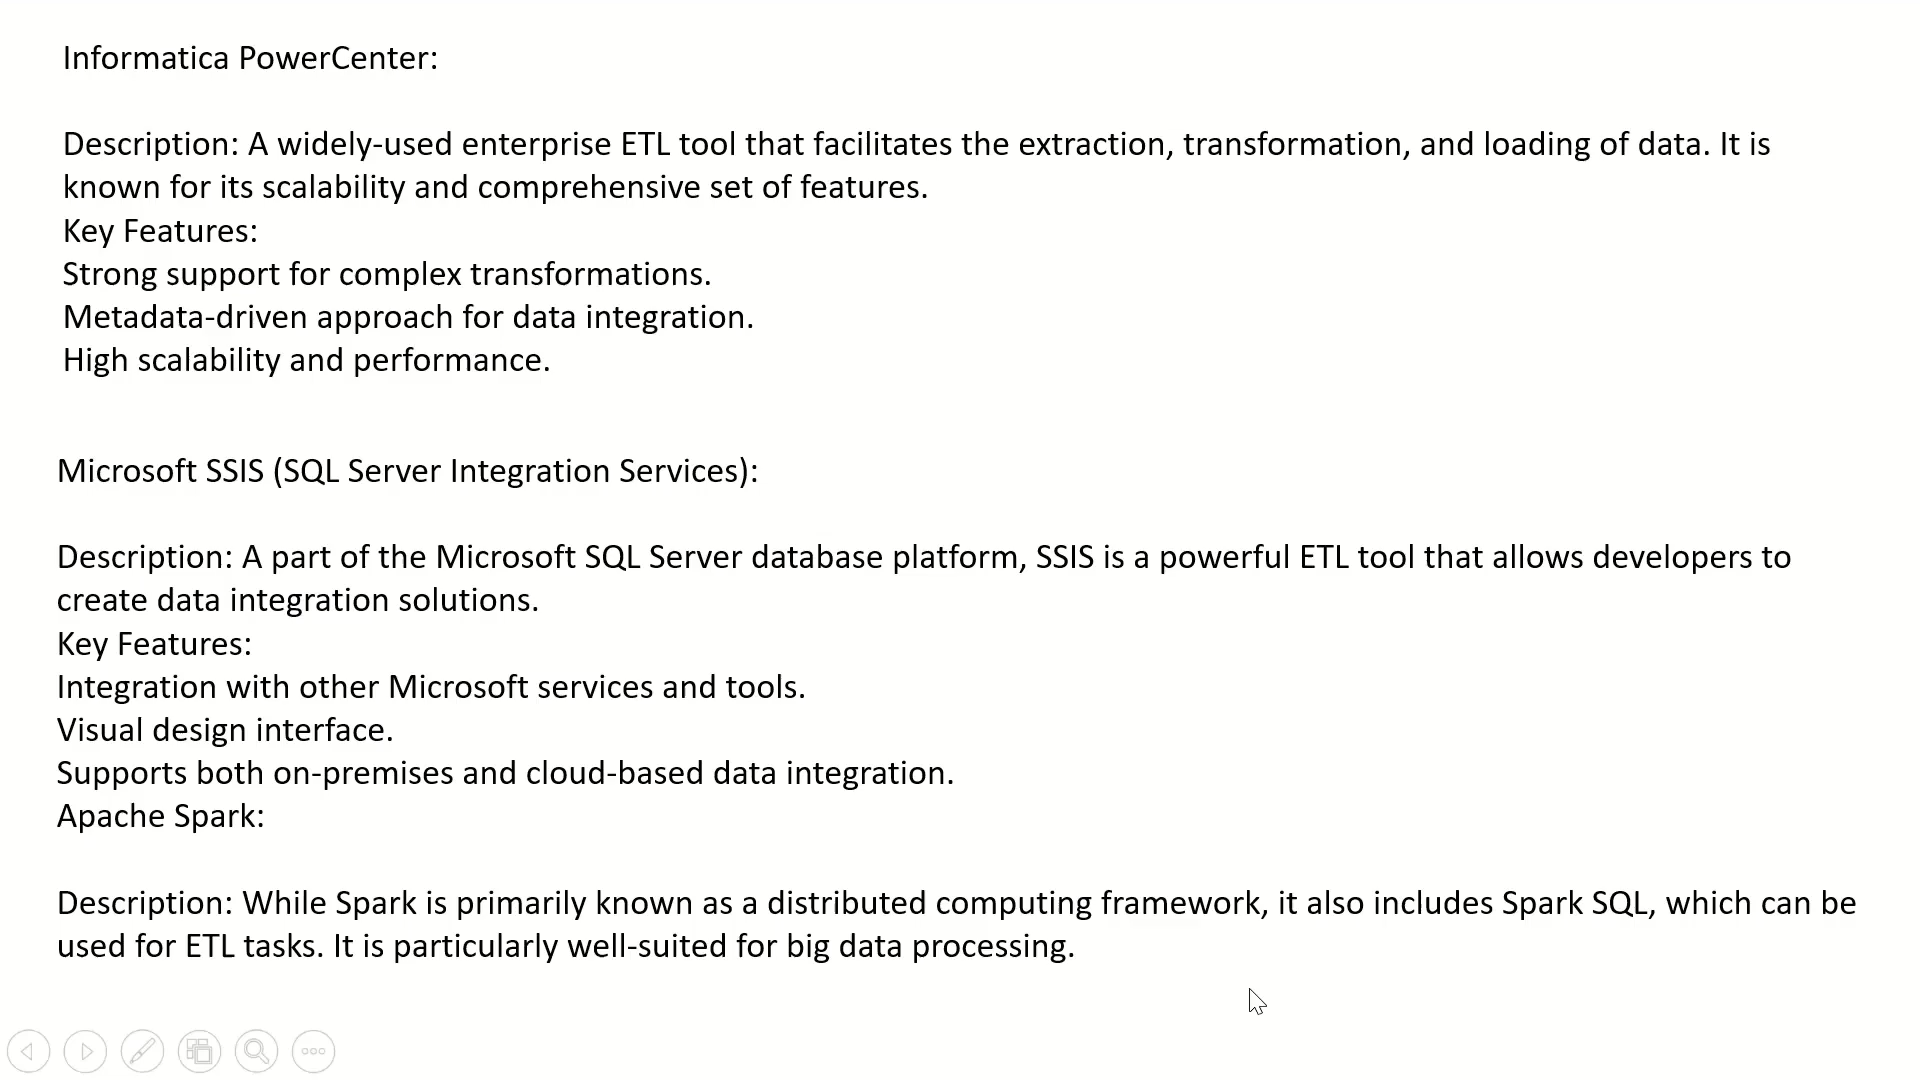 Informatica PowerCenter:
Description: A widely-used enterprise ETL tool that facilitates the extraction, transformation, and loading of data. It is
known for its scalability and comprehensive set of features.
Key Features:
Strong support for complex transformations.
Metadata-driven approach for data integration.
High scalability and performance.
Microsoft SSIS (SQL Server Integration Services):
Description: A part of the Microsoft SQL Server database platform, SSIS is a powerful ETL tool that allows developers to
create data integration solutions.
Key Features:
Integration with other Microsoft services and tools.
Visual design interface.
Supports both on-premises and cloud-based data integration.
Apache Spark:
Description: While Spark is primarily known as a distributed computing framework, it also includes Spark SQL, which can be
used for ETL tasks. It is particularly well-suited for big data processing.